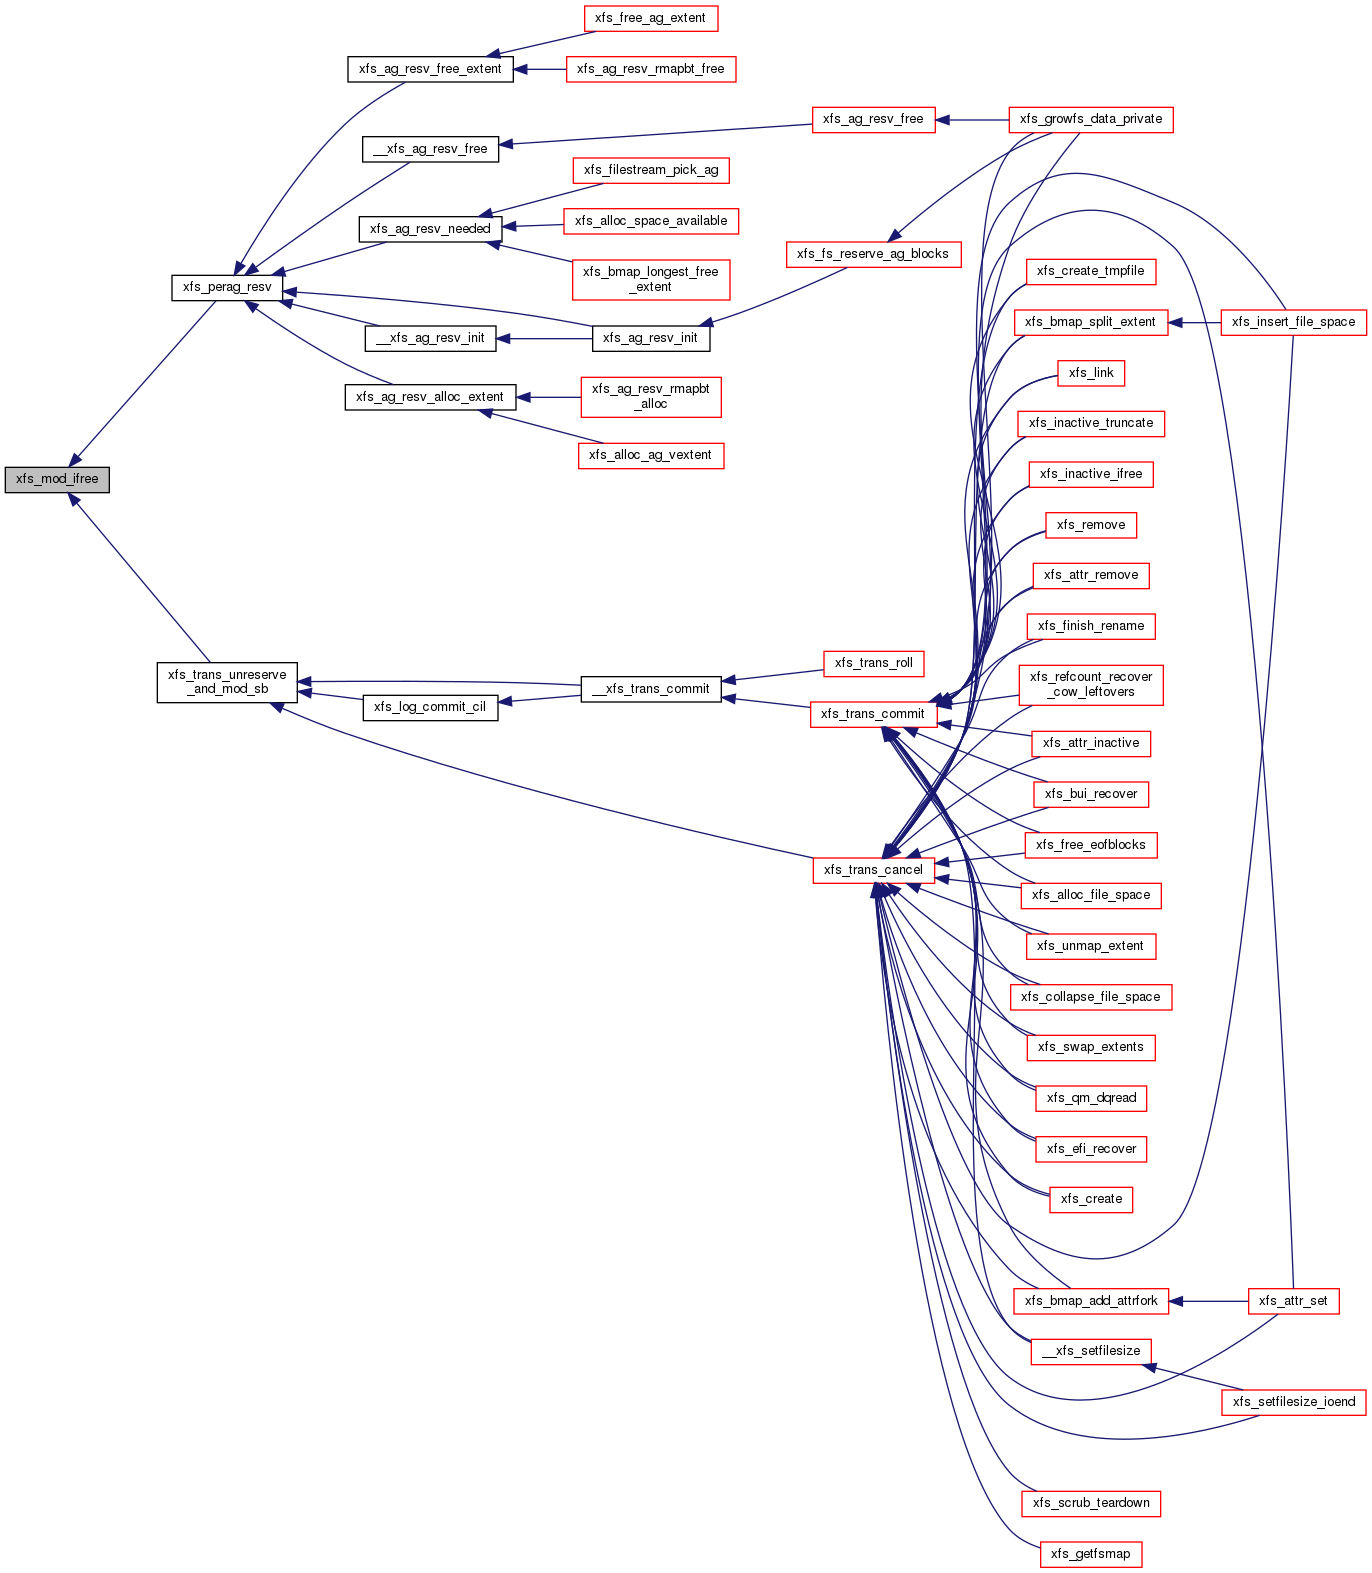 xfs_free_ag_extent
xfs_ag_resv_free_extent
xfs_ag_resv_rmapbt_free
xfs_ag_resv_free
xfs_growfs_data_private
__xfs_ag_resv_free
xfs_filestream_pick_ag
xfs_alloc_space_available
xfs_ag_resv_needed
xfs_fs_reserve_ag_blocks
xfs_bmap_longest_free
_extent
xfs_create_tmpfile
xfs_perag_resv
xfs_bmap_split_extent
xfs_insert_file_space
__xfs_ag_resv_init
xfs_ag_resv_init
xfs_link
xfs_ag_resv_alloc_extent
xfs_ag_resv_rmapbt
_alloc
xfs_inactive_truncate
xfs_alloc_ag_vextent
xfs_mod_ifree
xfs_inactive_ifree
xfs_remove
xfs_attr_remove
xfs_finish_rename
xfs_trans_roll
xfs_trans_unreserve
_and_mod_sb
xfs_refcount_recover
_cow_leftovers
__xfs_trans_commit
xfs_log_commit_cil
xfs_trans_commit
xfs_attr_inactive
xfs_bui_recover
xfs_free_eofblocks
xfs_trans_cancel
xfs_alloc_file_space
xfs_unmap_extent
xfs_collapse_file_space
xfs_swap_extents
xfs_qm_dqread
xfs_efi_recover
xfs_create
xfs_bmap_add_attrfork
xfs_attr_set
__xfs_setfilesize
xfs_setfilesize_ioend
xfs_scrub_teardown
xfs_getfsmap